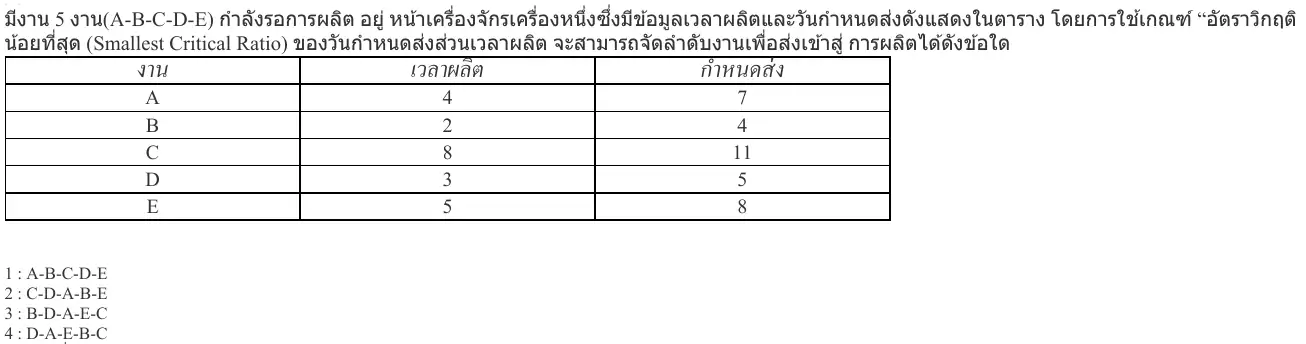 มีงาน 5 งาน(A-B-C-D-E) กำลังรอการผลิต อยู่ หน้าเครื่องจักรเครื่องหนึ่งซึ่งมีข้อมูลเวลาผลิตและวันกำหนดส่งดังแสดงในตาราง โดยการใช้เกณฑ์ “อัตราวิกฤติ
น้อยที่สุด (Smallest Critical Ratio) ของวันกำหนดส่งส่วนเวลาผลิต จะสามารถจัดลำดับงานเพื่อส่งเข้าสู่ การผลิตได้ดังข้อใด
งาน เวลาผลิต กำหนดส่ง
A 4 7
B 2 4
C 8 11
D 3 5
E 5 8
1 : A-B-C-D-E
2 : C-D-A-B-E
3 : B-D-A-E-C
4 : D-A-E-B-C